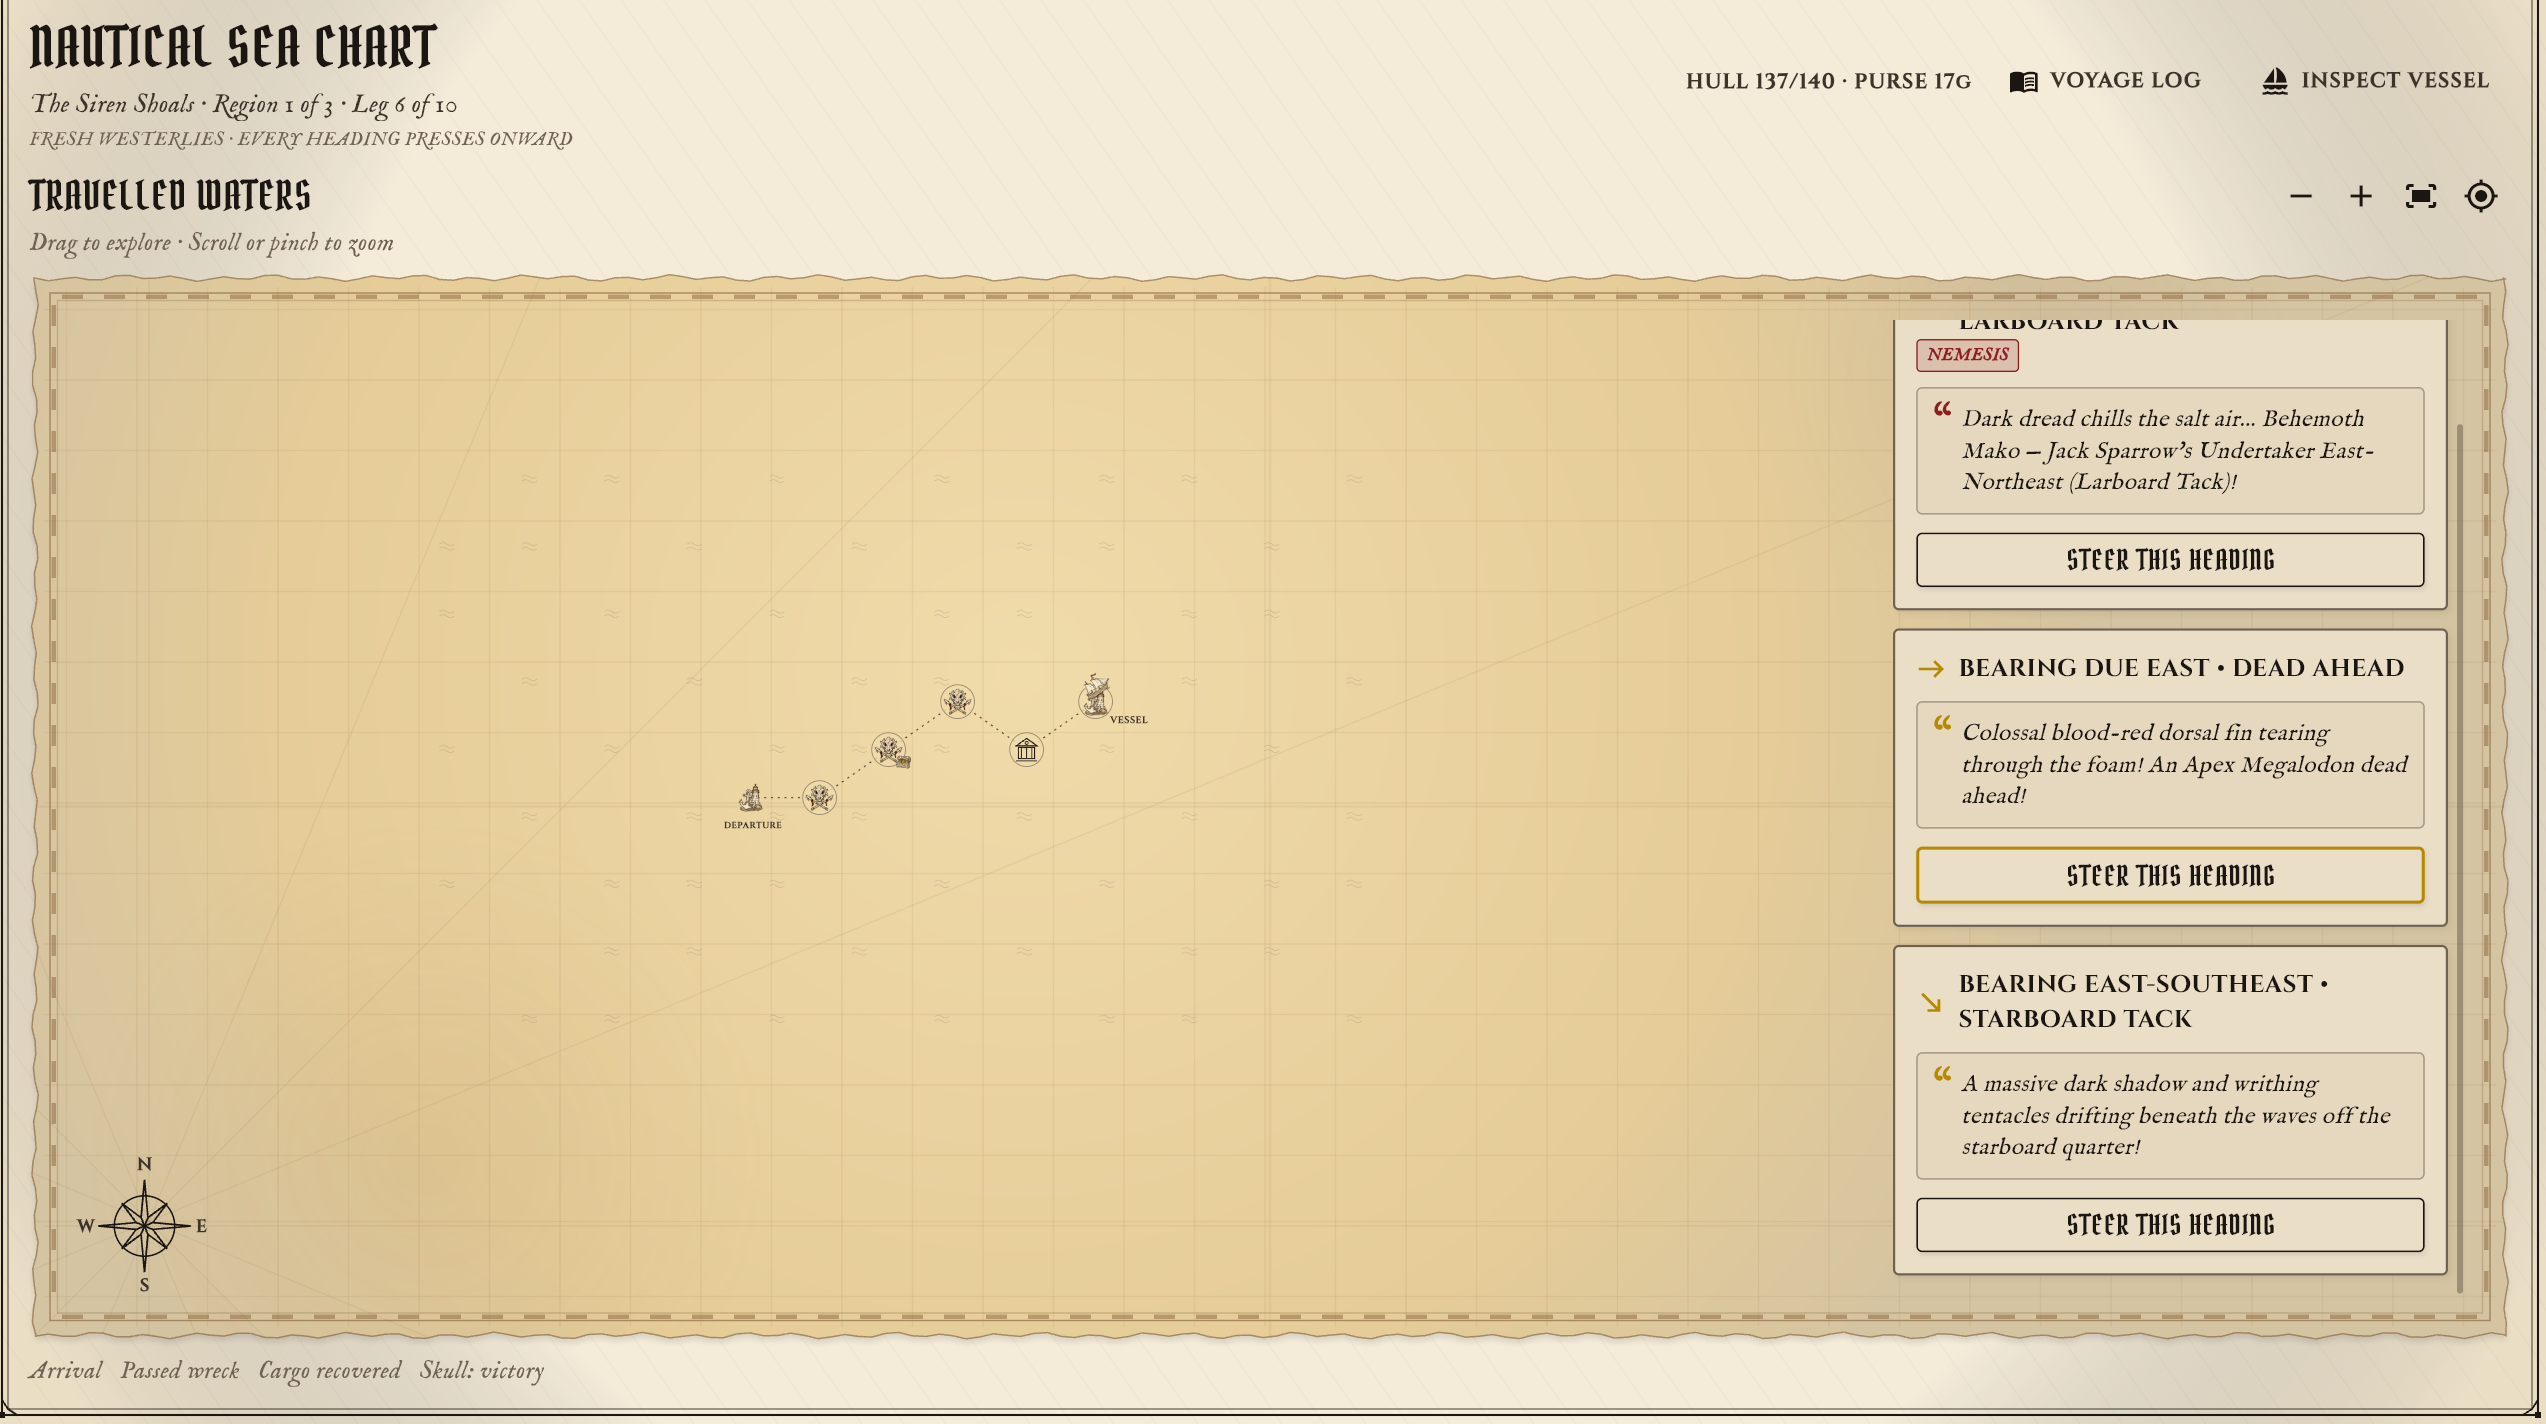 NAUTICAL SEA CHART
The Siren Shoals · Region 1 of 3 · Leg 6 of 10
FRESH WESTERLIES · EVERY HEADING PRESSES ONWARD
HULL 137/140 · PURSE 17G
VOYAGE LOG
INSPECT VESSEL
TRAVELLED WATERS
Drag to explore · Scroll or pinch to zoom
LARBOARD TACK
NEMESIS
“ Dark dread chills the salt air... Behemoth
Mako – Jack Sparrow's Undertaker East-
Northeast (Larboard Tack)!
STEER THIS HEADING
→ BEARING DUE EAST • DEAD AHEAD
“ Colossal blood-red dorsal fin tearing
through the foam! An Apex Megalodon dead
ahead!
STEER THIS HEADING
BEARING EAST-SOUTHEAST •
STARBOARD TACK
“ A massive dark shadow and writhing
tentacles drifting beneath the waves off the
starboard quarter!
STEER THIS HEADING
VESSEL
DEPARTURE
N
W E
S
Arrival Passed wreck Cargo recovered Skull: victory